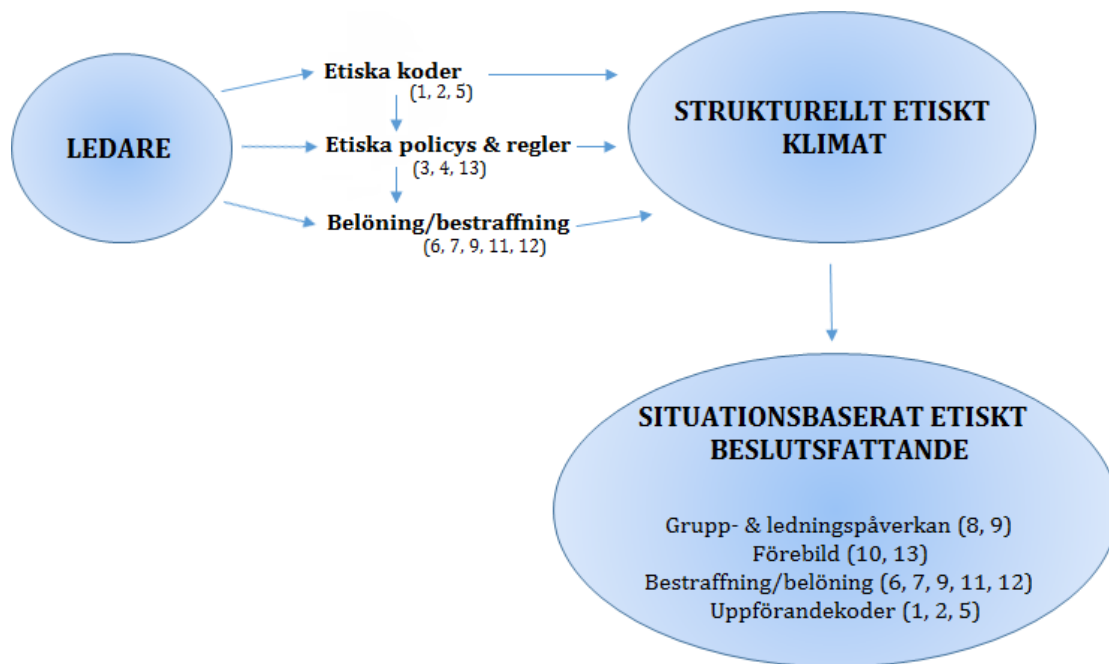 LEDARE
Etiska koder
(1, 2, 5)
Etiska policys & regler
(3, 4, 13)
Belöning/bestraffning
(6, 7, 9, 11, 12)
STRUKTURELLT ETISKT
KLIMAT
SITUATIONSBASERAT ETISKT
BESLUTSFATTANDE
Grupp- & ledningspåverkan (8, 9)
Förebild (10, 13)
Bestraffning/belöning (6, 7, 9, 11, 12)
Uppförandekoder (1, 2, 5)